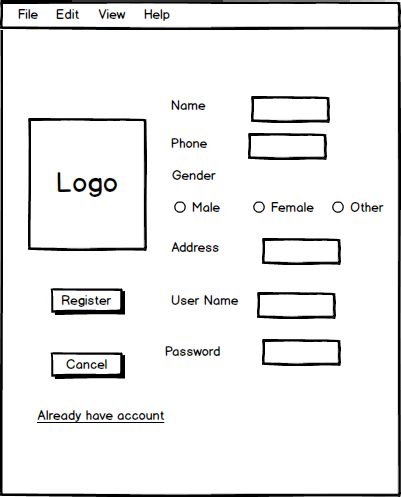 File Edit View Help
Name
Phone
Gender
Male Female Other
Logo
Address
User Name
Register
Password
Cancel
Already have account